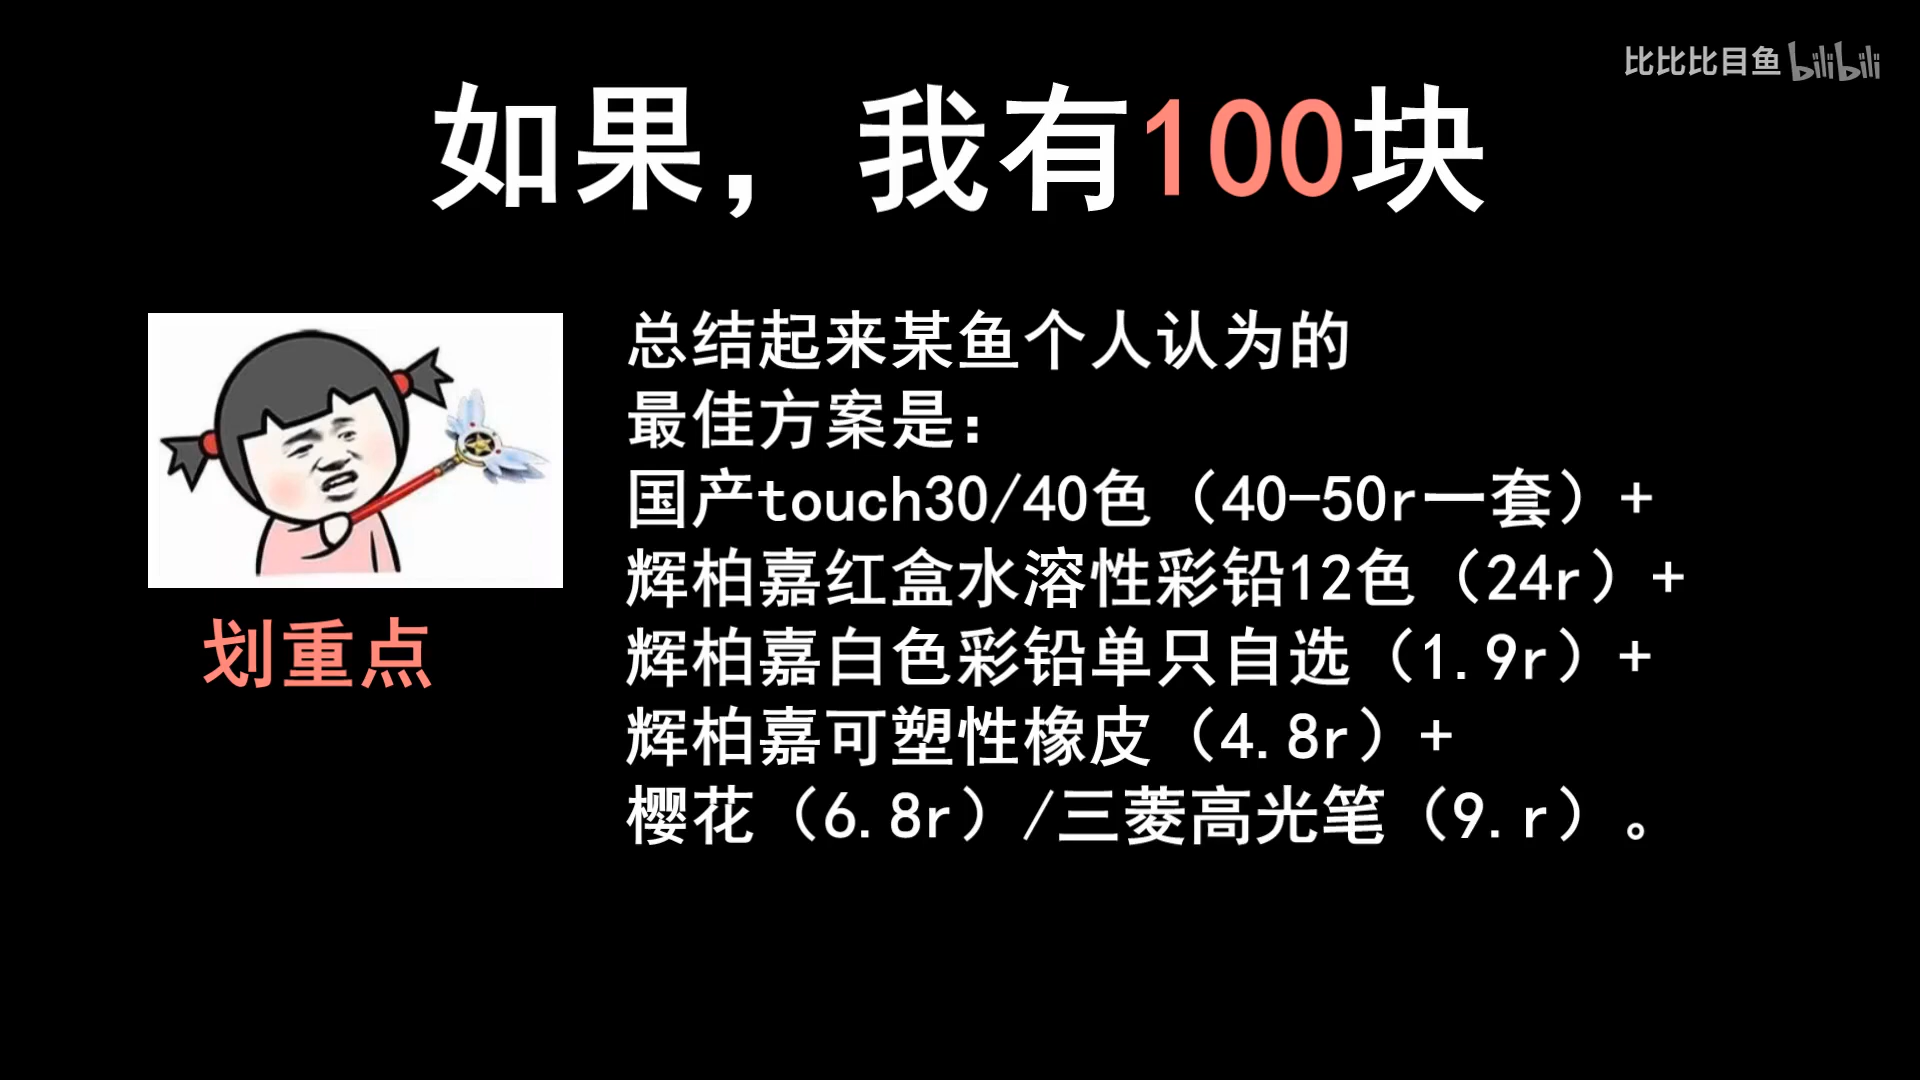 比比比目鱼 bilibili
如果，我有100块
总结起来某鱼个人认为的
最佳方案是：
国产touch30/40色（40-50r一套）+
辉柏嘉红盒水溶性彩铅12色（24r）+
辉柏嘉白色彩铅单只自选（1.9r）+
辉柏嘉可塑性橡皮（4.8r）+
樱花（6.8r）/三菱高光笔（9.r）。
划重点